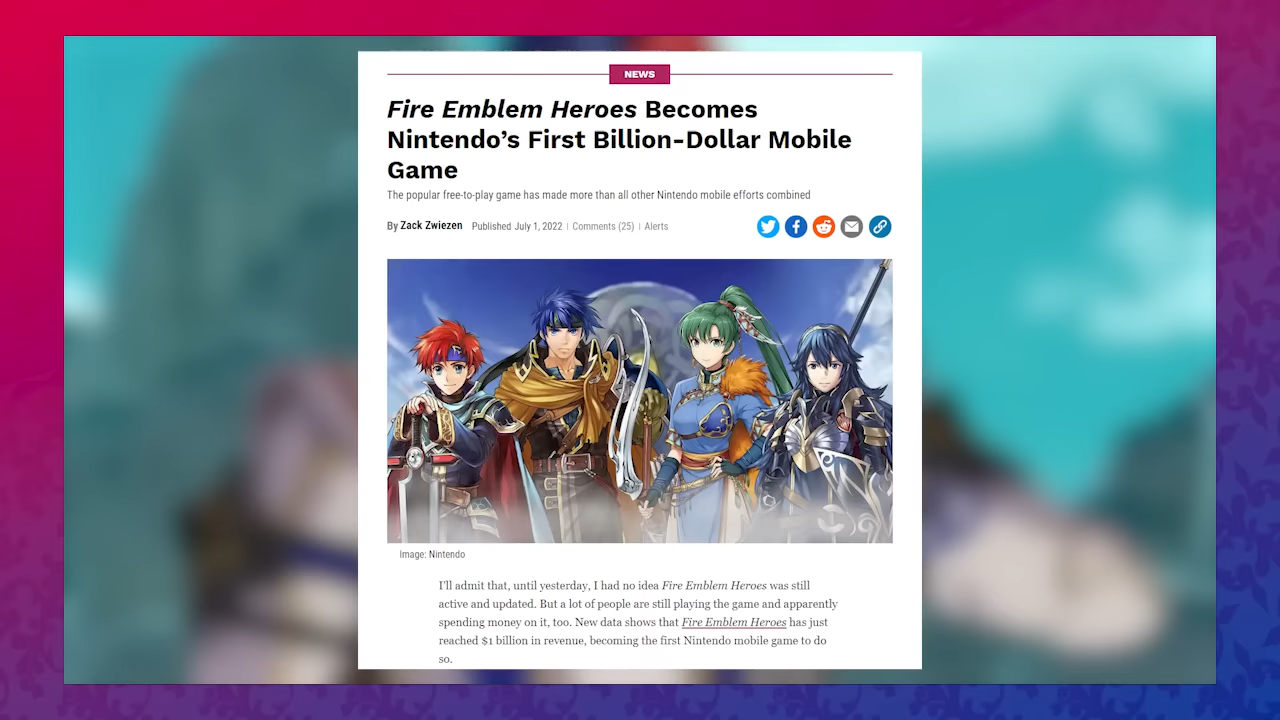 NEWS
Fire Emblem Heroes Becomes
Nintendo’s First Billion-Dollar Mobile
Game
The popular free-to-play game has made more than all other Nintendo mobile efforts combined
By Zack Zwiezen Published July 1, 2022 | Comments (25) | Alerts
Image: Nintendo
I'll admit that, until yesterday, I had no idea Fire Emblem Heroes was still
active and updated. But a lot of people are still playing the game and apparently
spending money on it, too. New data shows that Fire Emblem Heroes has just
reached $1 billion in revenue, becoming the first Nintendo mobile game to do
so.